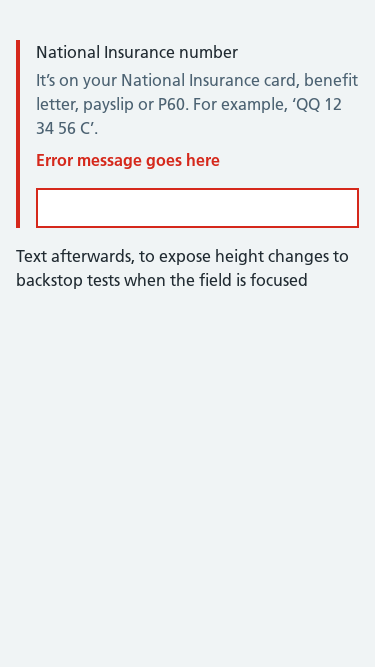 National Insurance number
It’s on your National Insurance card, benefit
letter, payslip or P60. For example, ‘QQ 12
34 56 C’.
Error message goes here
Text afterwards, to expose height changes to
backstop tests when the field is focused